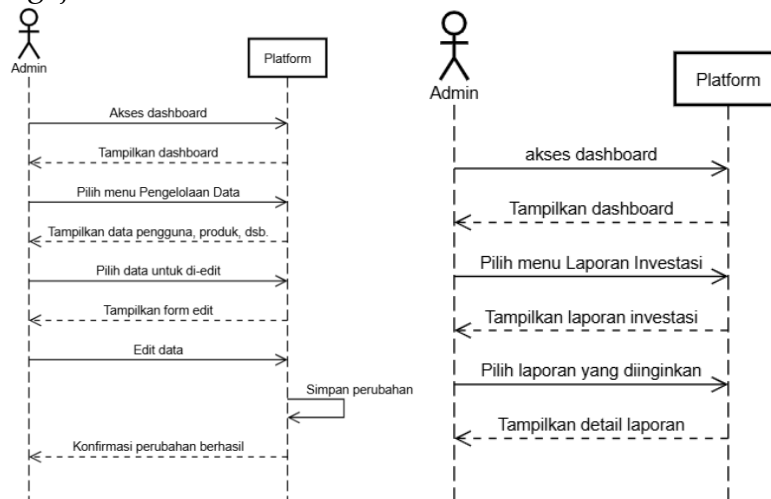 Admin
Platform
Akses dashboard
Tampilkan dashboard
Pilih menu Pengelolaan Data
Tampilkan data pengguna, produk, dsb.
Pilih data untuk di-edit
Tampilkan form edit
Edit data
Simpan perubahan
Konfirmasi perubahan berhasil
Admin
Platform
akses dashboard
Tampilkan dashboard
Pilih menu Laporan Investasi
Tampilkan laporan investasi
Pilih laporan yang diinginkan
Tampilkan detail laporan